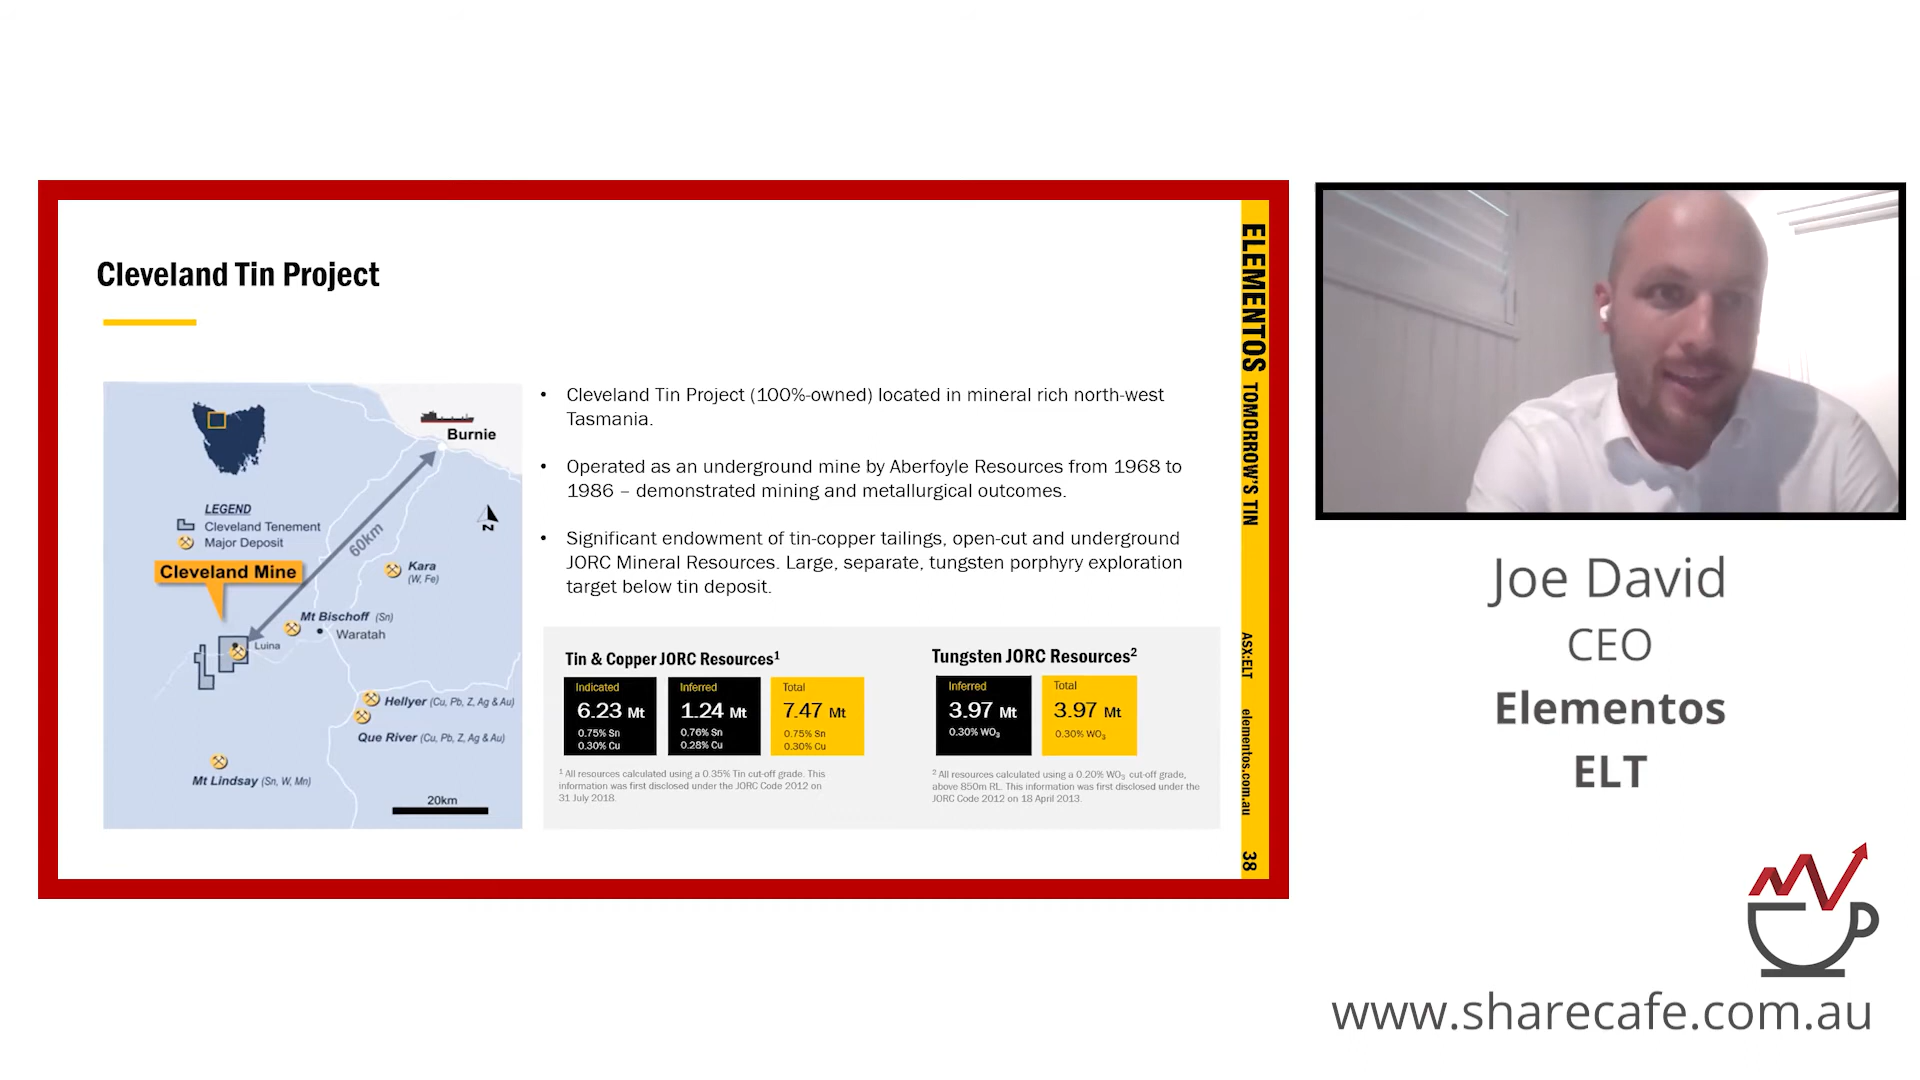 Cleveland Tin Project
Burnie
LEGEND
Cleveland Tenement
Major Deposit
60km
N
Cleveland Mine
Kara
(W, Fe)
Mt Bischoff (Sn)
Waratah
Luina
Hellyer (Cu, Pb, Z, Ag & Au)
Que River (Cu, Pb, Z, Ag & Au)
Mt Lindsay (Sn, W, Mn)
20km
• Cleveland Tin Project (100%-owned) located in mineral rich north-west
Tasmania.
• Operated as an underground mine by Aberfoyle Resources from 1968 to
1986 – demonstrated mining and metallurgical outcomes.
• Significant endowment of tin-copper tailings, open-cut and underground
JORC Mineral Resources. Large, separate, tungsten porphyry exploration
target below tin deposit.
Tin & Copper JORC Resources¹
Indicated
6.23 Mt
0.75% Sn
0.30% Cu
Inferred
1.24 Mt
0.76% Sn
0.28% Cu
Total
7.47 Mt
0.75% Sn
0.30% Cu
¹ All resources calculated using a 0.35% Tin cut-off grade. This
information was first disclosed under the JORC Code 2012 on
31 July 2018.
Tungsten JORC Resources²
Inferred
3.97 Mt
0.30% WO₃
Total
3.97 Mt
0.30% WO₃
² All resources calculated using a 0.20% WO₃ cut-off grade,
above 850m RL. This information was first disclosed under the
JORC Code 2012 on 18 April 2013.
ELEMENTOS TOMORROW'S TIN
ASX:ELT
elementos.com.au
38
Joe David
CEO
Elementos
ELT
www.sharecafe.com.au